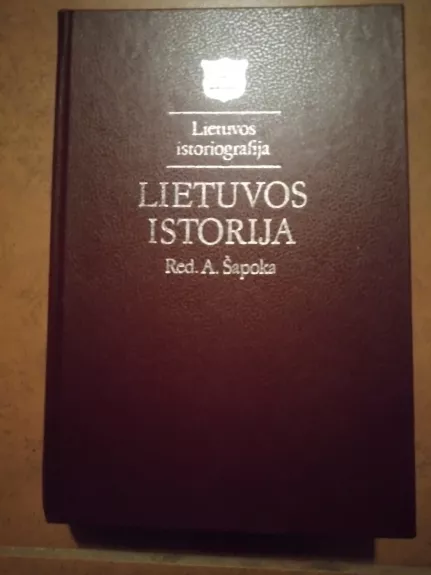 Lietuvos
istoriografija
LIETUVOS
ISTORIJA
Red. A. Šapoka